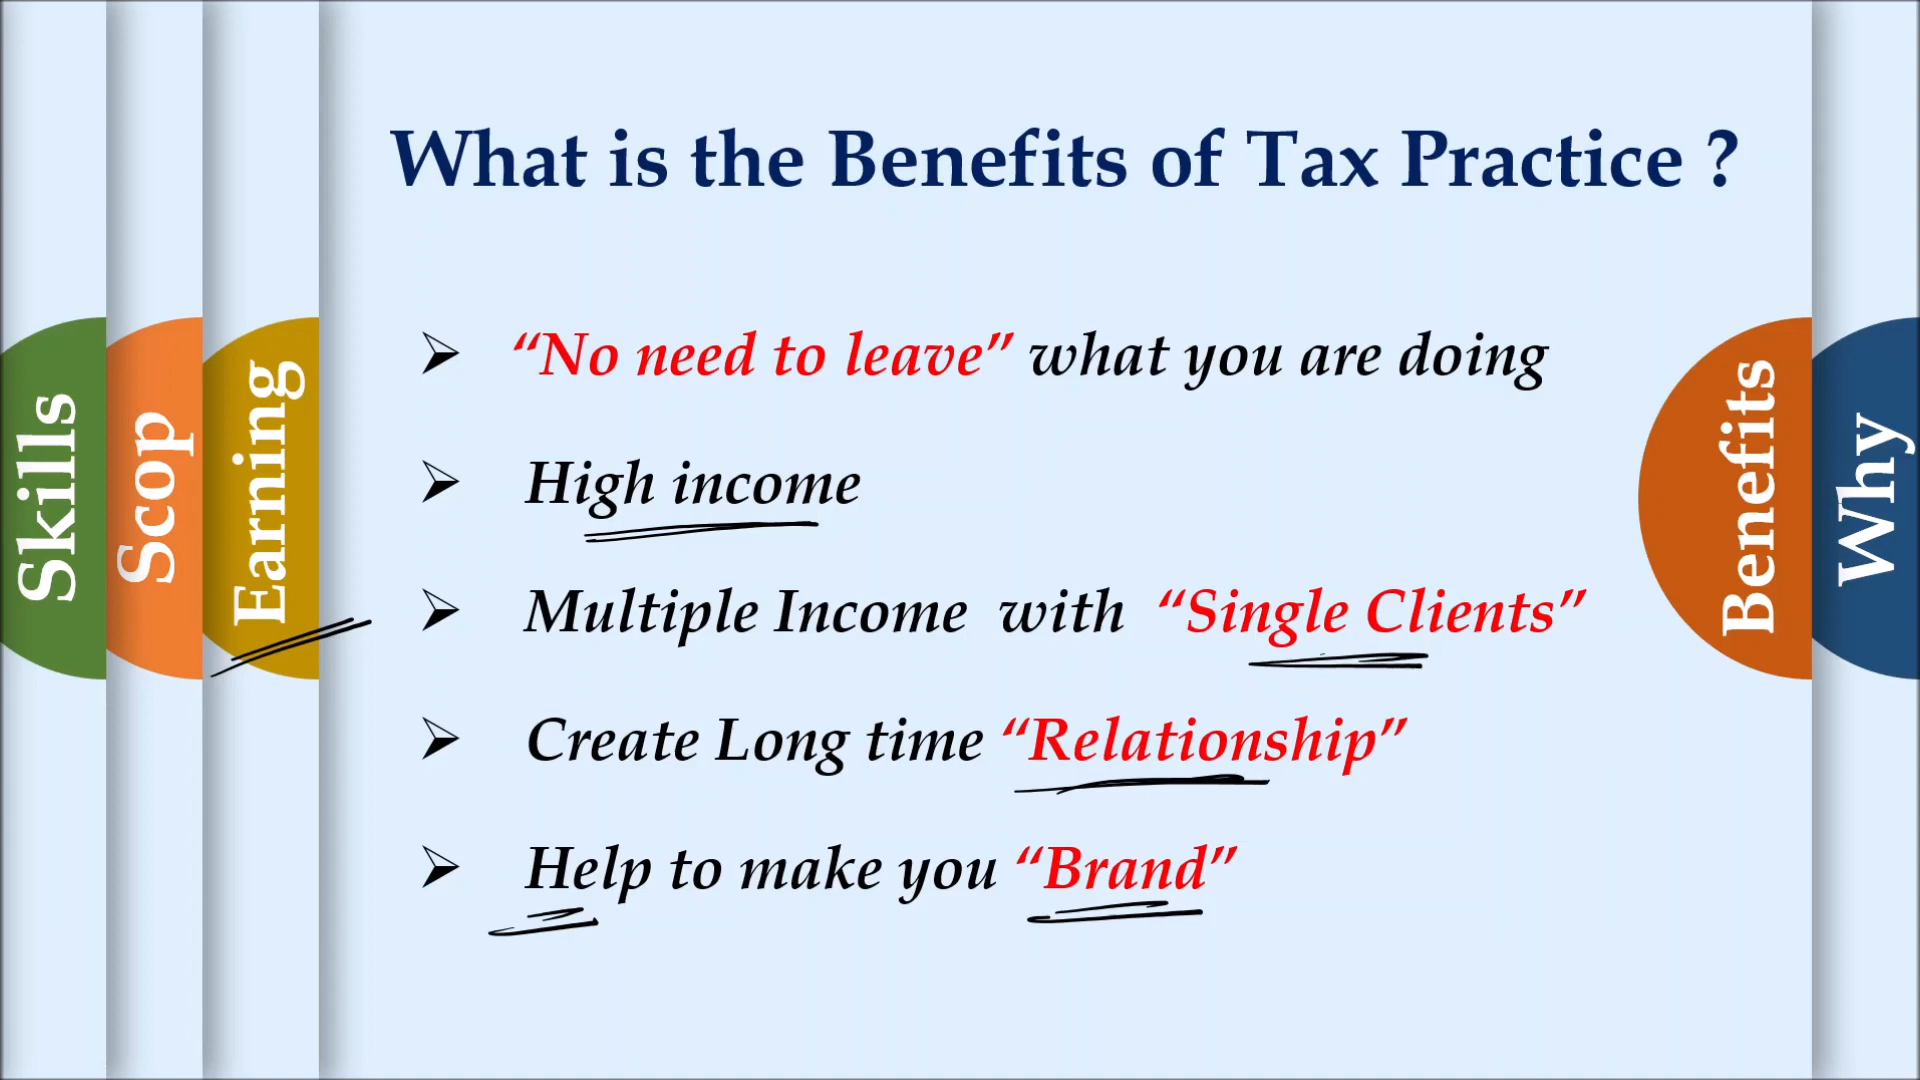 What is the Benefits of Tax Practice ?
“No need to leave” what you are doing
High income
Multiple Income with “Single Clients”
Create Long time “Relationship”
Help to make you “Brand”
Skills
Scop
Earning
Benefits
Why